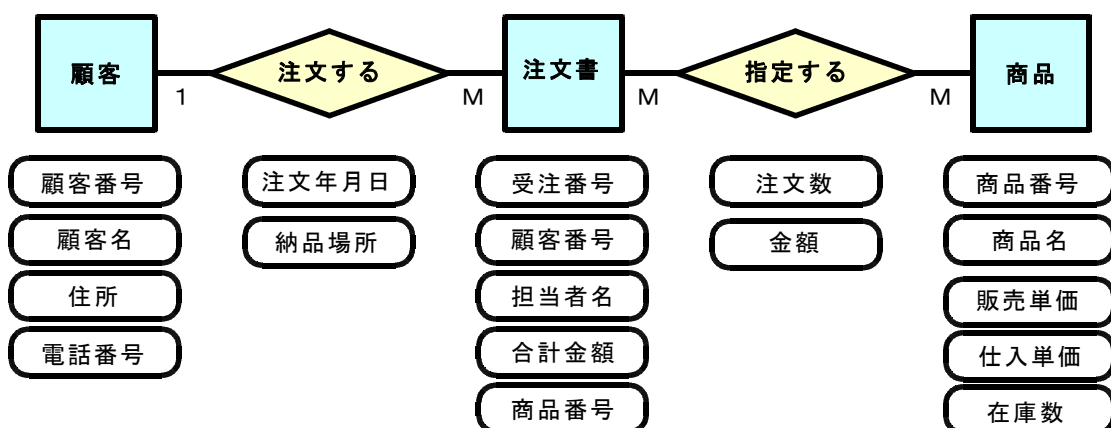 顧客
注文する
注文書
指定する
商品
1
M
M
M
顧客番号
注文年月日
受注番号
注文数
商品番号
顧客名
納品場所
顧客番号
金額
商品名
住所
担当者名
販売単価
電話番号
合計金額
仕入単価
商品番号
在庫数